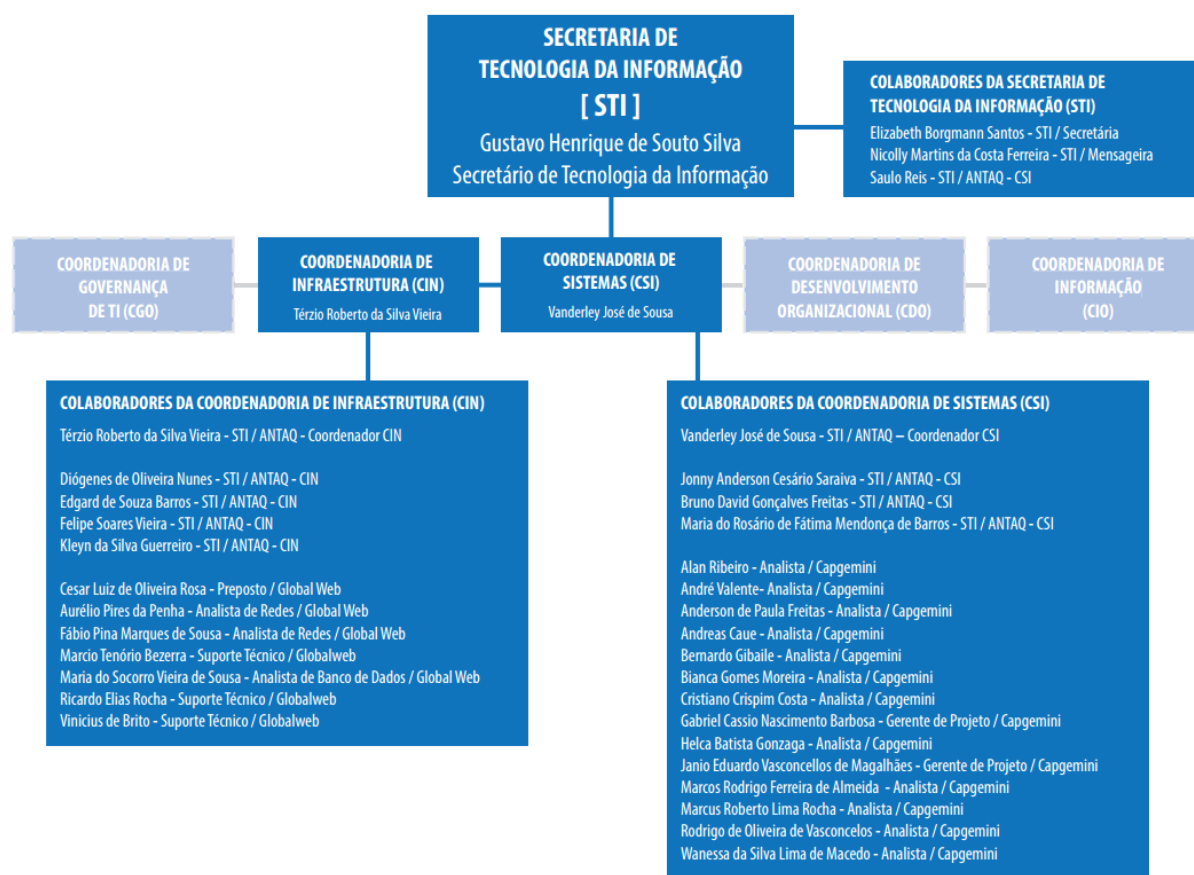 SECRETARIA DE
TECNOLOGIA DA INFORMAÇÃO
[ STI ]
Gustavo Henrique de Souto Silva
Secretário de Tecnologia da Informação
COLABORADORES DA SECRETARIA DE
TECNOLOGIA DA INFORMAÇÃO (STI)
Elizabeth Borgmann Santos - STI / Secretária
Nicolly Martins da Costa Ferreira - STI / Mensageira
Saulo Reis - STI / ANTAQ - CSI
COORDENADORIA DE
GOVERNANÇA
DE TI (CGO)
COORDENADORIA DE
INFRAESTRUTURA (CIN)
Térzio Roberto da Silva Vieira
COORDENADORIA DE
SISTEMAS (CSI)
Vanderley José de Sousa
COORDENADORIA DE
DESENVOLVIMENTO
ORGANIZACIONAL (CDO)
COORDENADORIA DE
INFORMAÇÃO
(CIO)
COLABORADORES DA COORDENADORIA DE INFRAESTRUTURA (CIN)
Térzio Roberto da Silva Vieira - STI / ANTAQ - Coordenador CIN
Diógenes de Oliveira Nunes - STI / ANTAQ - CIN
Edgard de Souza Barros - STI / ANTAQ - CIN
Felipe Soares Vieira - STI / ANTAQ - CIN
Kleyn da Silva Guerreiro - STI / ANTAQ - CIN
Cesar Luiz de Oliveira Rosa - Preposto / Global Web
Aurélio Pires da Penha - Analista de Redes / Global Web
Fábio Pina Marques de Sousa - Analista de Redes / Global Web
Marcio Tenório Bezerra - Suporte Técnico / Globalweb
Maria do Socorro Vieira de Sousa - Analista de Banco de Dados / Global Web
Ricardo Elias Rocha - Suporte Técnico / Globalweb
Vinicius de Brito - Suporte Técnico / Globalweb
COLABORADORES DA COORDENADORIA DE SISTEMAS (CSI)
Vanderley José de Sousa - STI / ANTAQ – Coordenador CSI
Jonny Anderson Cesário Saraiva - STI / ANTAQ - CSI
Bruno David Gonçalves Freitas - STI / ANTAQ - CSI
Maria do Rosário de Fátima Mendonça de Barros - STI / ANTAQ - CSI
Alan Ribeiro - Analista / Capgemini
André Valente- Analista / Capgemini
Anderson de Paula Freitas - Analista / Capgemini
Andreas Caue - Analista / Capgemini
Bernardo Gibaile - Analista / Capgemini
Bianca Gomes Moreira - Analista / Capgemini
Cristiano Crispim Costa - Analista / Capgemini
Gabriel Cassio Nascimento Barbosa - Gerente de Projeto / Capgemini
Helca Batista Gonzaga - Analista / Capgemini
Janio Eduardo Vasconcellos de Magalhães - Gerente de Projeto / Capgemini
Marcos Rodrigo Ferreira de Almeida - Analista / Capgemini
Marcus Roberto Lima Rocha - Analista / Capgemini
Rodrigo de Oliveira de Vasconcelos - Analista / Capgemini
Wanessa da Silva Lima de Macedo - Analista / Capgemini